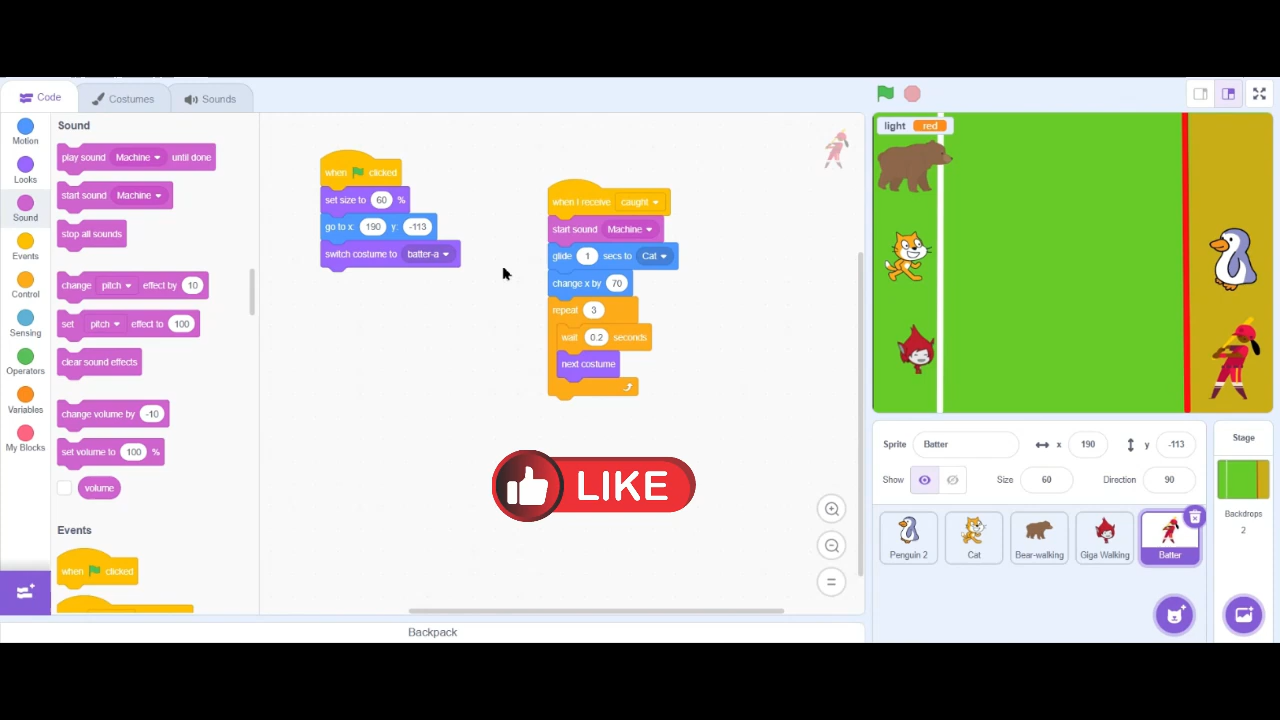 Code
Costumes
Sounds
Motion
Looks
Sound
Events
Control
Sensing
Operators
Variables
My Blocks
Sound
play sound Machine until done
start sound Machine
stop all sounds
change pitch effect by 10
set pitch effect to 100
clear sound effects
change volume by -10
set volume to 100 %
volume
Events
when clicked
when clicked
set size to 60 %
go to x: 190 y: -113
switch costume to batter-a
when I receive caught
start sound Machine
glide 1 secs to Cat
change x by 70
repeat 3
wait 0.2 seconds
next costume
LIKE
Backpack
light red
Sprite Batter x 190 y -113
Show Size 60 Direction 90
Penguin 2
Cat
Bear-walking
Giga Walking
Batter
Stage
Backdrops
2